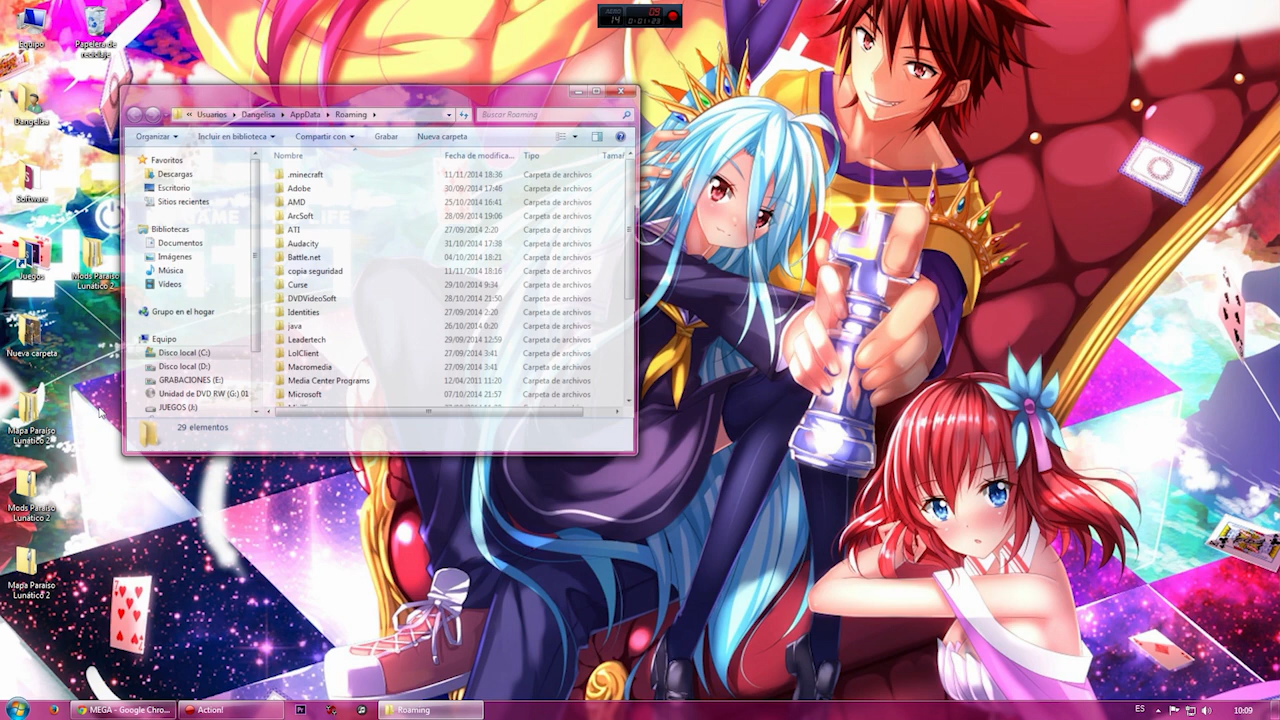 Equipo
Papelera de
reciclaje
Dangelisa
Software
Juegos
Mods Paraiso
Lunático 2
Nueva carpeta
Mapa Paraiso
Lunático 2
Mods Paraiso
Lunático 2
Mapa Paraiso
Lunático 2
14
05
0:01:23
« Usuarios Dangelisa AppData Roaming
Buscar Roaming
Organizar Incluir en biblioteca Compartir con Grabar Nueva carpeta
Favoritos
Descargas
Escritorio
Sitios recientes
Bibliotecas
Documentos
Imágenes
Música
Vídeos
Grupo en el hogar
Equipo
Disco local (C:)
Disco local (D:)
GRABACIONES (E:)
Unidad de DVD RW (G:) 01
JUEGOS (J:)
Nombre Fecha de modifica... Tipo Tamañ
.minecraft 11/11/2014 18:36 Carpeta de archivos
Adobe 30/09/2014 17:46 Carpeta de archivos
AMD 25/10/2014 16:41 Carpeta de archivos
ArcSoft 28/09/2014 19:06 Carpeta de archivos
ATI 27/09/2014 2:20 Carpeta de archivos
Audacity 31/10/2014 17:38 Carpeta de archivos
Battle.net 04/10/2014 18:21 Carpeta de archivos
copia seguridad 11/11/2014 18:16 Carpeta de archivos
Curse 29/10/2014 9:34 Carpeta de archivos
DVDVideoSoft 28/10/2014 21:50 Carpeta de archivos
Identities 27/09/2014 2:20 Carpeta de archivos
java 26/10/2014 0:20 Carpeta de archivos
Leadertech 29/09/2014 12:59 Carpeta de archivos
LolClient 27/09/2014 3:41 Carpeta de archivos
Macromedia 27/09/2014 3:41 Carpeta de archivos
Media Center Programs 12/04/2011 11:20 Carpeta de archivos
Microsoft 07/10/2014 21:57 Carpeta de archivos
29 elementos
MEGA - Google Chro...
Action!
Pr
Roaming
ES
10:09